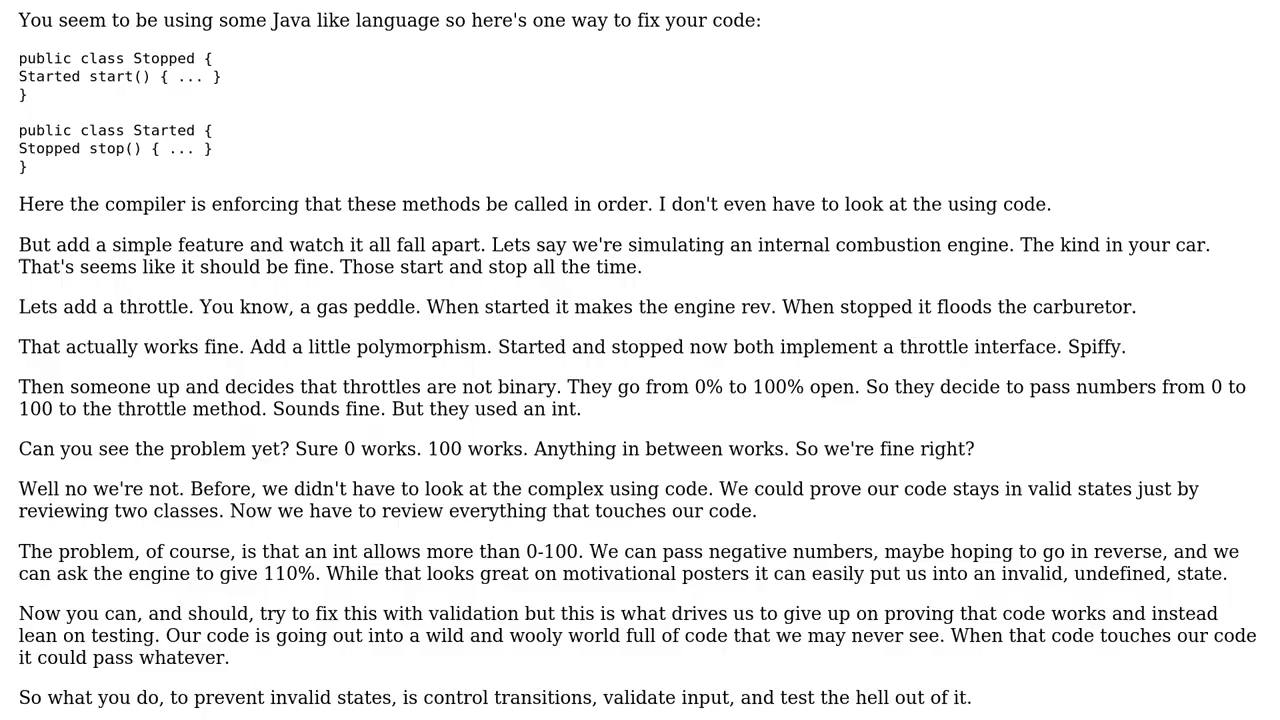 You seem to be using some Java like language so here's one way to fix your code:
public class Stopped {
Started start() { ... }
}
public class Started {
Stopped stop() { ... }
}
Here the compiler is enforcing that these methods be called in order. I don't even have to look at the using code.
But add a simple feature and watch it all fall apart. Lets say we're simulating an internal combustion engine. The kind in your car.
That's seems like it should be fine. Those start and stop all the time.
Lets add a throttle. You know, a gas peddle. When started it makes the engine rev. When stopped it floods the carburetor.
That actually works fine. Add a little polymorphism. Started and stopped now both implement a throttle interface. Spiffy.
Then someone up and decides that throttles are not binary. They go from 0% to 100% open. So they decide to pass numbers from 0 to
100 to the throttle method. Sounds fine. But they used an int.
Can you see the problem yet? Sure 0 works. 100 works. Anything in between works. So we're fine right?
Well no we're not. Before, we didn't have to look at the complex using code. We could prove our code stays in valid states just by
reviewing two classes. Now we have to review everything that touches our code.
The problem, of course, is that an int allows more than 0-100. We can pass negative numbers, maybe hoping to go in reverse, and we
can ask the engine to give 110%. While that looks great on motivational posters it can easily put us into an invalid, undefined, state.
Now you can, and should, try to fix this with validation but this is what drives us to give up on proving that code works and instead
lean on testing. Our code is going out into a wild and wooly world full of code that we may never see. When that code touches our code
it could pass whatever.
So what you do, to prevent invalid states, is control transitions, validate input, and test the hell out of it.